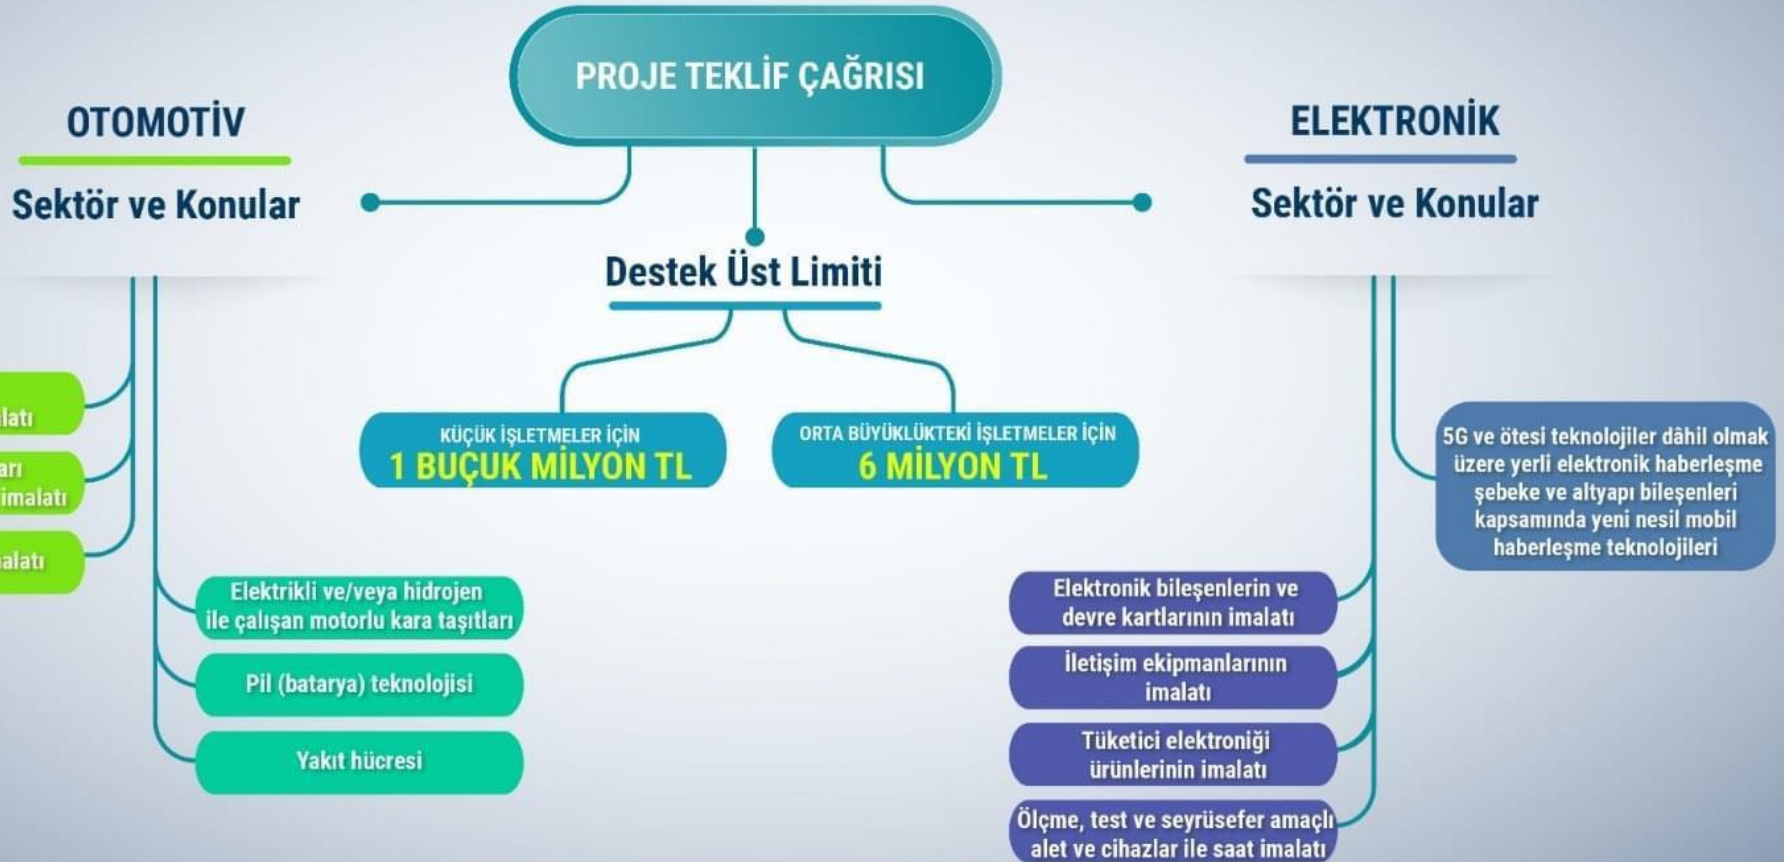 PROJE TEKLİF ÇAĞRISI
OTOMOTİV
Sektör ve Konular
imalatı
Elektrikli ve/veya hidrojen
ile çalışan motorlu kara taşıtları
Pil (batarya) teknolojisi
Yakıt hücresi
Destek Üst Limiti
KÜÇÜK İŞLETMELER İÇİN
1 BUÇUK MİLYON TL
ORTA BÜYÜKLÜKTEKİ İŞLETMELER İÇİN
6 MİLYON TL
ELEKTRONİK
Sektör ve Konular
5G ve ötesi teknolojiler dâhil olmak
üzere yerli elektronik haberleşme
şebeke ve altyapı bileşenleri
kapsamında yeni nesil mobil
haberleşme teknolojileri
Elektronik bileşenlerin ve
devre kartlarının imalatı
İletişim ekipmanlarının
imalatı
Tüketici elektroniği
ürünlerinin imalatı
Ölçme, test ve seyrüsefer amaçlı
alet ve cihazlar ile saat imalatı